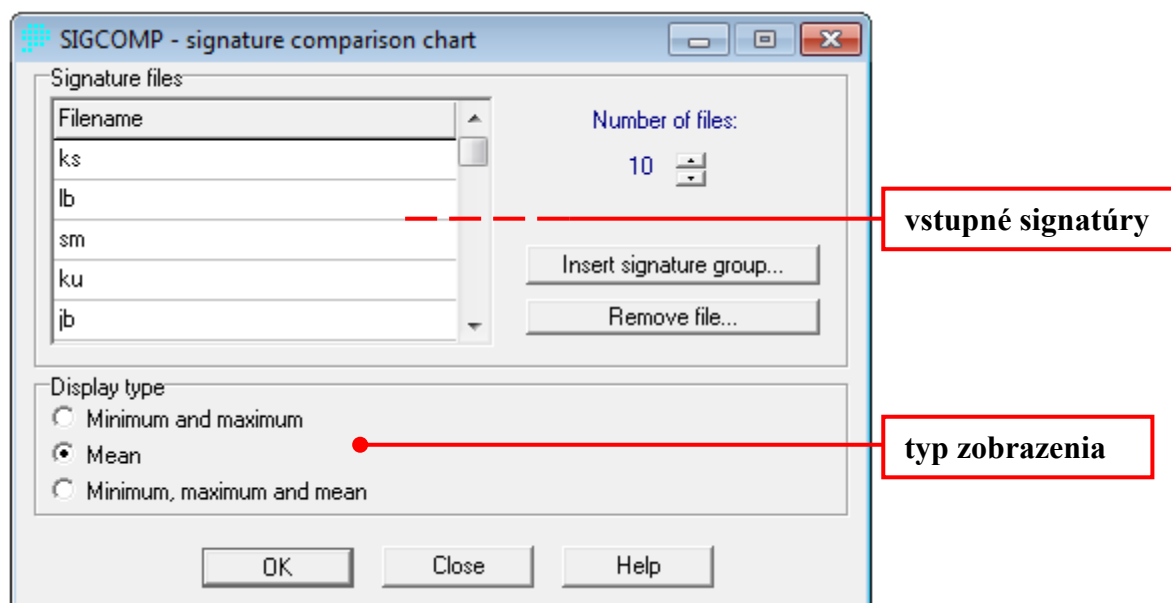 SIGCOMP - signature comparison chart
Signature files
Filename
ks
lb
sm
ku
jb
Number of files:
10
Insert signature group...
Remove file...
vstupné signatúry
Display type
Minimum and maximum
Mean
Minimum, maximum and mean
typ zobrazenia
OK
Close
Help